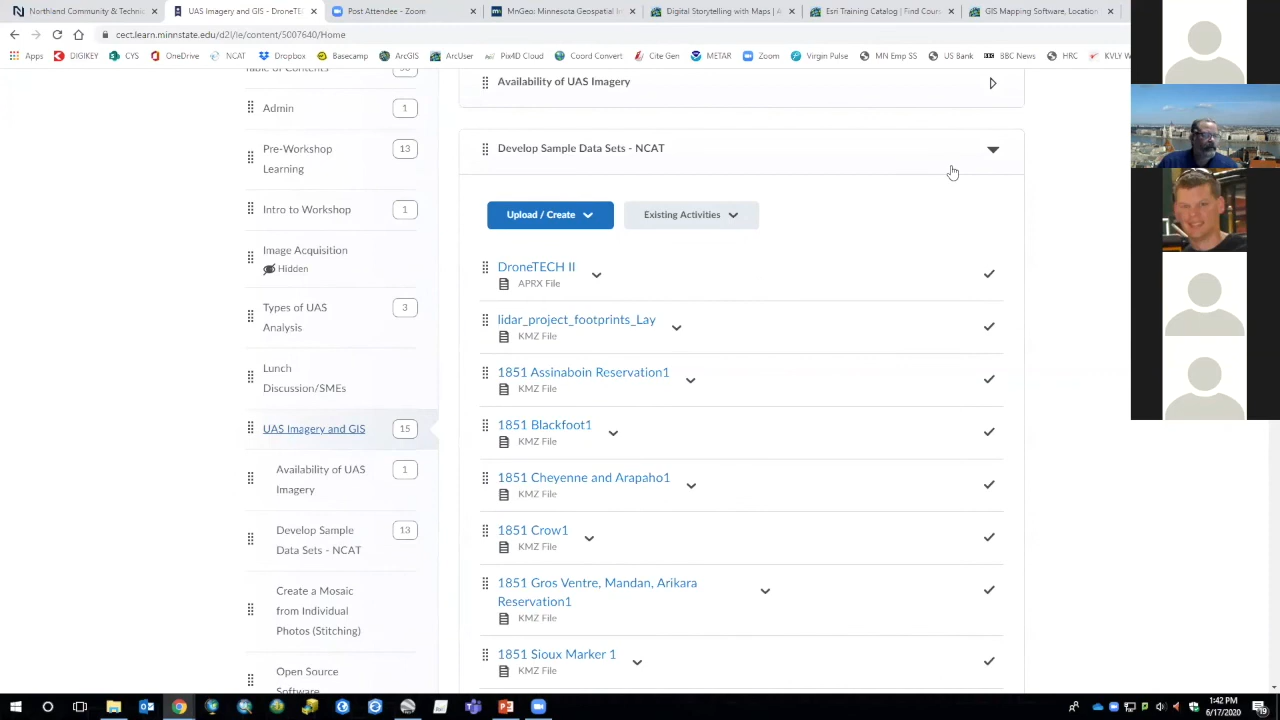 Northland Community & Technic
UAS Imagery and GIS - DroneTE
Post Attendee - Zoom
MnGeo: Minnesota Geospatial In
Digital Storytelling with Maps | A
Esri Training Catalog | Find Cour
GIS Mapping Software, Location
cect.learn.minnstate.edu/d2l/le/content/5007640/Home
Apps
DIGIKEY
CYS
OneDrive
NCAT
Dropbox
Basecamp
ArcGIS
ArcUser
Pix4D Cloud
Coord Convert
Cite Gen
METAR
Zoom
Virgin Pulse
MN Emp SS
US Bank
BBC News
HRC
KVLY W
Table of Contents
Admin
1
Pre-Workshop
Learning
13
Intro to Workshop
1
Image Acquisition
Hidden
Types of UAS
Analysis
3
Lunch
Discussion/SMEs
UAS Imagery and GIS
15
Availability of UAS
Imagery
1
Develop Sample
Data Sets - NCAT
13
Create a Mosaic
from Individual
Photos (Stitching)
Open Source
Software
Availability of UAS Imagery
Develop Sample Data Sets - NCAT
Upload / Create
Existing Activities
DroneTECH II
APRX File
lidar_project_footprints_Lay
KMZ File
1851 Assinaboin Reservation1
KMZ File
1851 Blackfoot1
KMZ File
1851 Cheyenne and Arapaho1
KMZ File
1851 Crow1
KMZ File
1851 Gros Ventre, Mandan, Arikara
Reservation1
KMZ File
1851 Sioux Marker 1
KMZ File
1:42 PM
6/17/2020